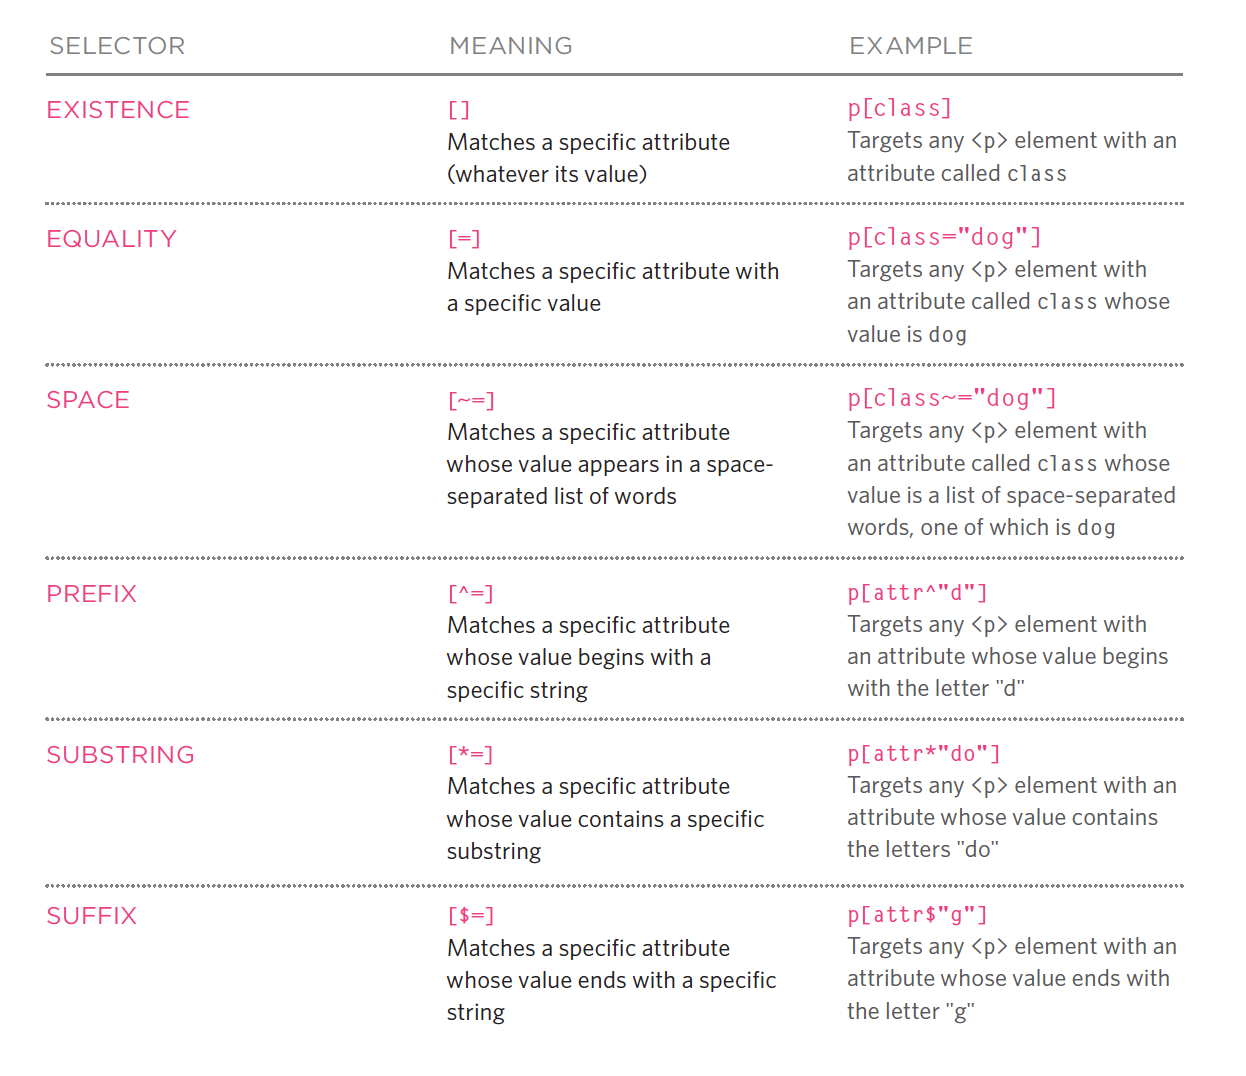 SELECTOR MEANING EXAMPLE
EXISTENCE
[]
Matches a specific attribute
(whatever its value)
p[class]
Targets any <p> element with an
attribute called class
EQUALITY
[=]
Matches a specific attribute with
a specific value
p[class="dog"]
Targets any <p> element with
an attribute called class whose
value is dog
SPACE
[~=]
Matches a specific attribute
whose value appears in a space-
separated list of words
p[class~="dog"]
Targets any <p> element with
an attribute called class whose
value is a list of space-separated
words, one of which is dog
PREFIX
[^=]
Matches a specific attribute
whose value begins with a
specific string
p[attr^"d"]
Targets any <p> element with
an attribute whose value begins
with the letter "d"
SUBSTRING
[*=]
Matches a specific attribute
whose value contains a specific
substring
p[attr*"do"]
Targets any <p> element with an
attribute whose value contains
the letters "do"
SUFFIX
[$=]
Matches a specific attribute
whose value ends with a specific
string
p[attr$"g"]
Targets any <p> element with an
attribute whose value ends with
the letter "g"